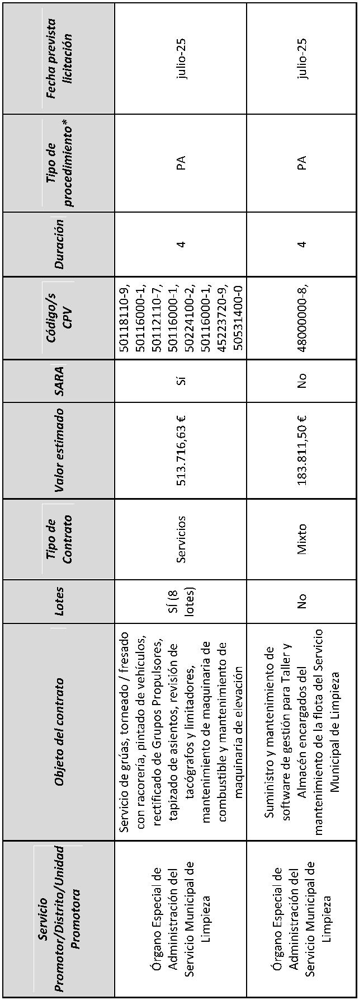 Servicio
Promotor/Distrito/Unidad
Promotora
Objeto del contrato
Lotes
Tipo de
Contrato
Valor estimado
SARA
Código/s
CPV
Duración
Tipo de
procedimiento*
Fecha prevista
licitación
Órgano Especial de
Administración del
Servicio Municipal de
Limpieza
Servicio de grúas, torneado / fresado
con racorería, pintado de vehículos,
rectificado de Grupos Propulsores,
tapizado de asientos, revisión de
tacógrafos y limitadores,
mantenimiento de maquinaria de
combustible y mantenimiento de
maquinaria de elevación
SÍ (8
lotes)
Servicios
513.716,63 €
Sí
50118110-9,
50116000-1,
50112110-7,
50116000-1,
50224100-2,
50116000-1,
45223720-9,
50531400-0
4
PA
julio-25
Órgano Especial de
Administración del
Servicio Municipal de
Limpieza
Suministro y mantenimiento de
software de gestión para Taller y
Almacén encargados del
mantenimiento de la flota del Servicio
Municipal de Limpieza
No
Mixto
183.811,50 €
No
48000000-8,
4
PA
julio-25